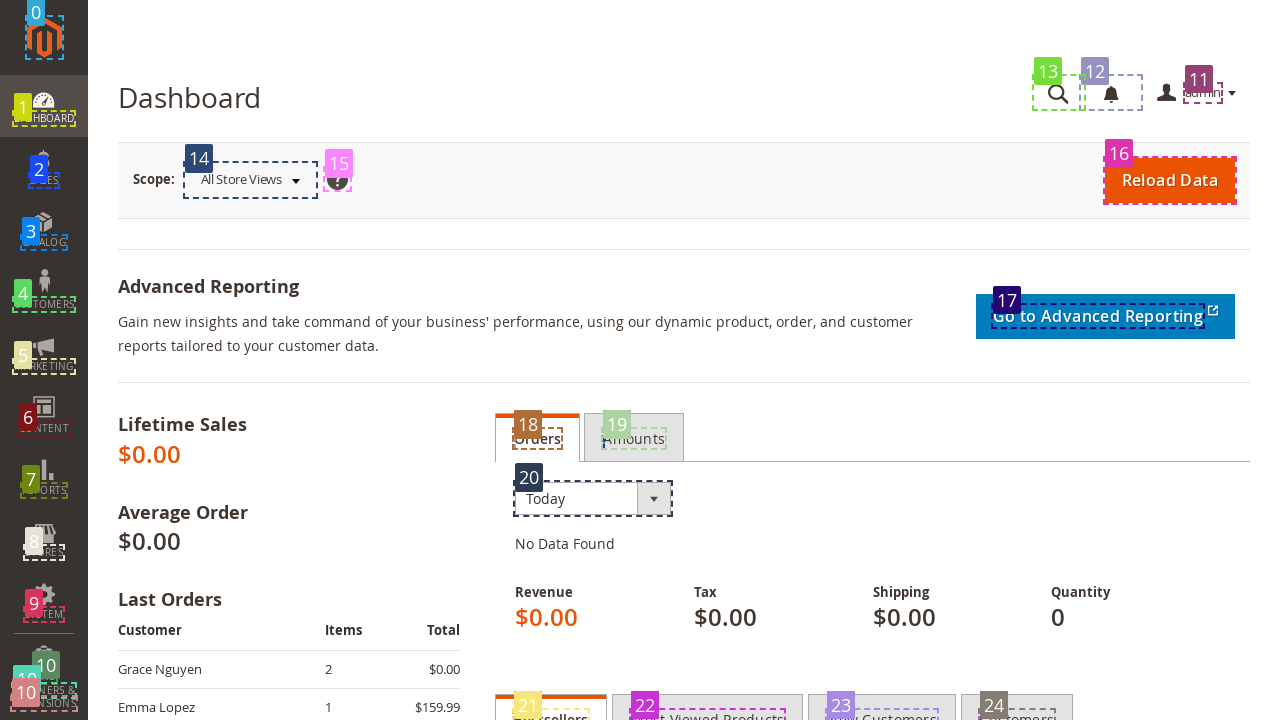 0
1
DASHBOARD
2
SALES
3
CATALOG
4
CUSTOMERS
5
MARKETING
6
CONTENT
7
REPORTS
8
STORES
9
SYSTEM
10
10
10
Dashboard
13
12
11
admin
Scope:
14
All Store Views
15
?
16
Reload Data
Advanced Reporting
Gain new insights and take command of your business' performance, using our dynamic product, order, and customer
reports tailored to your customer data.
17
Go to Advanced Reporting
Lifetime Sales
$0.00
Average Order
$0.00
Last Orders
Customer Items Total
Grace Nguyen 2 $0.00
Emma Lopez 1 $159.99
18
Orders
19
Amounts
20
Today
No Data Found
Revenue Tax Shipping Quantity
$0.00 $0.00 $0.00 0
21
Bestsellers
22
Most Viewed Products
23
New Customers
24
Customers